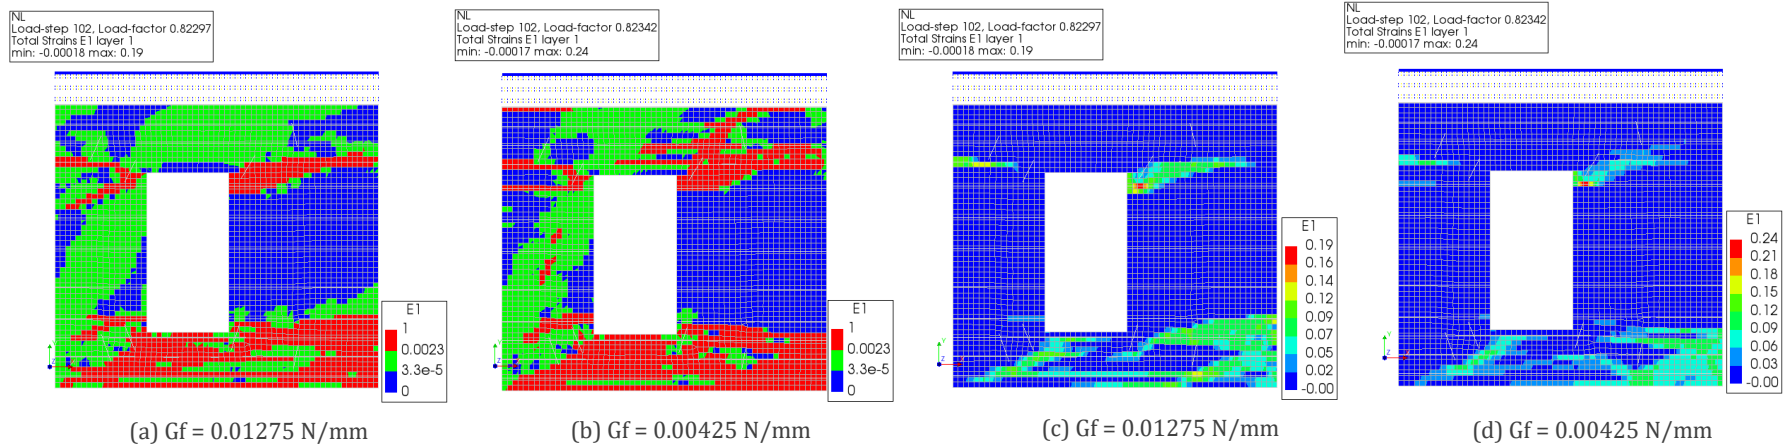 NL
Load-step 102, Load-factor 0.82297
Total Strains E1 layer 1
min: -0.00018 max: 0.19
E1
1
0.0023
3.3e-5
0
Y
Z
(a) Gf = 0.01275 N/mm
NL
Load-step 102, Load-factor 0.82342
Total Strains E1 layer 1
min: -0.00017 max: 0.24
E1
1
0.0023
3.3e-5
0
Y
Z
(b) Gf = 0.00425 N/mm
NL
Load-step 102, Load-factor 0.82297
Total Strains E1 layer 1
min: -0.00018 max: 0.19
E1
0.19
0.16
0.14
0.12
0.09
0.07
0.05
0.02
-0.00
Y
Z
(c) Gf = 0.01275 N/mm
NL
Load-step 102, Load-factor 0.82342
Total Strains E1 layer 1
min: -0.00017 max: 0.24
E1
0.24
0.21
0.18
0.15
0.12
0.09
0.06
0.03
-0.00
Y
Z
(d) Gf = 0.00425 N/mm